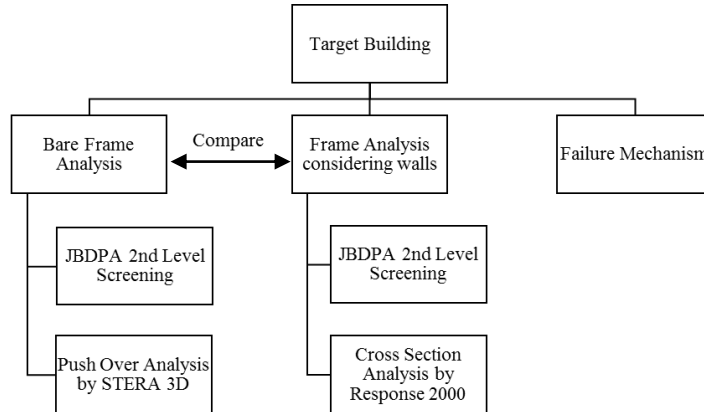 Target Building
Bare Frame
Analysis
Compare
Frame Analysis
considering walls
Failure Mechanism
JBDPA 2nd Level
Screening
JBDPA 2nd Level
Screening
Push Over Analysis
by STERA 3D
Cross Section
Analysis by
Response 2000